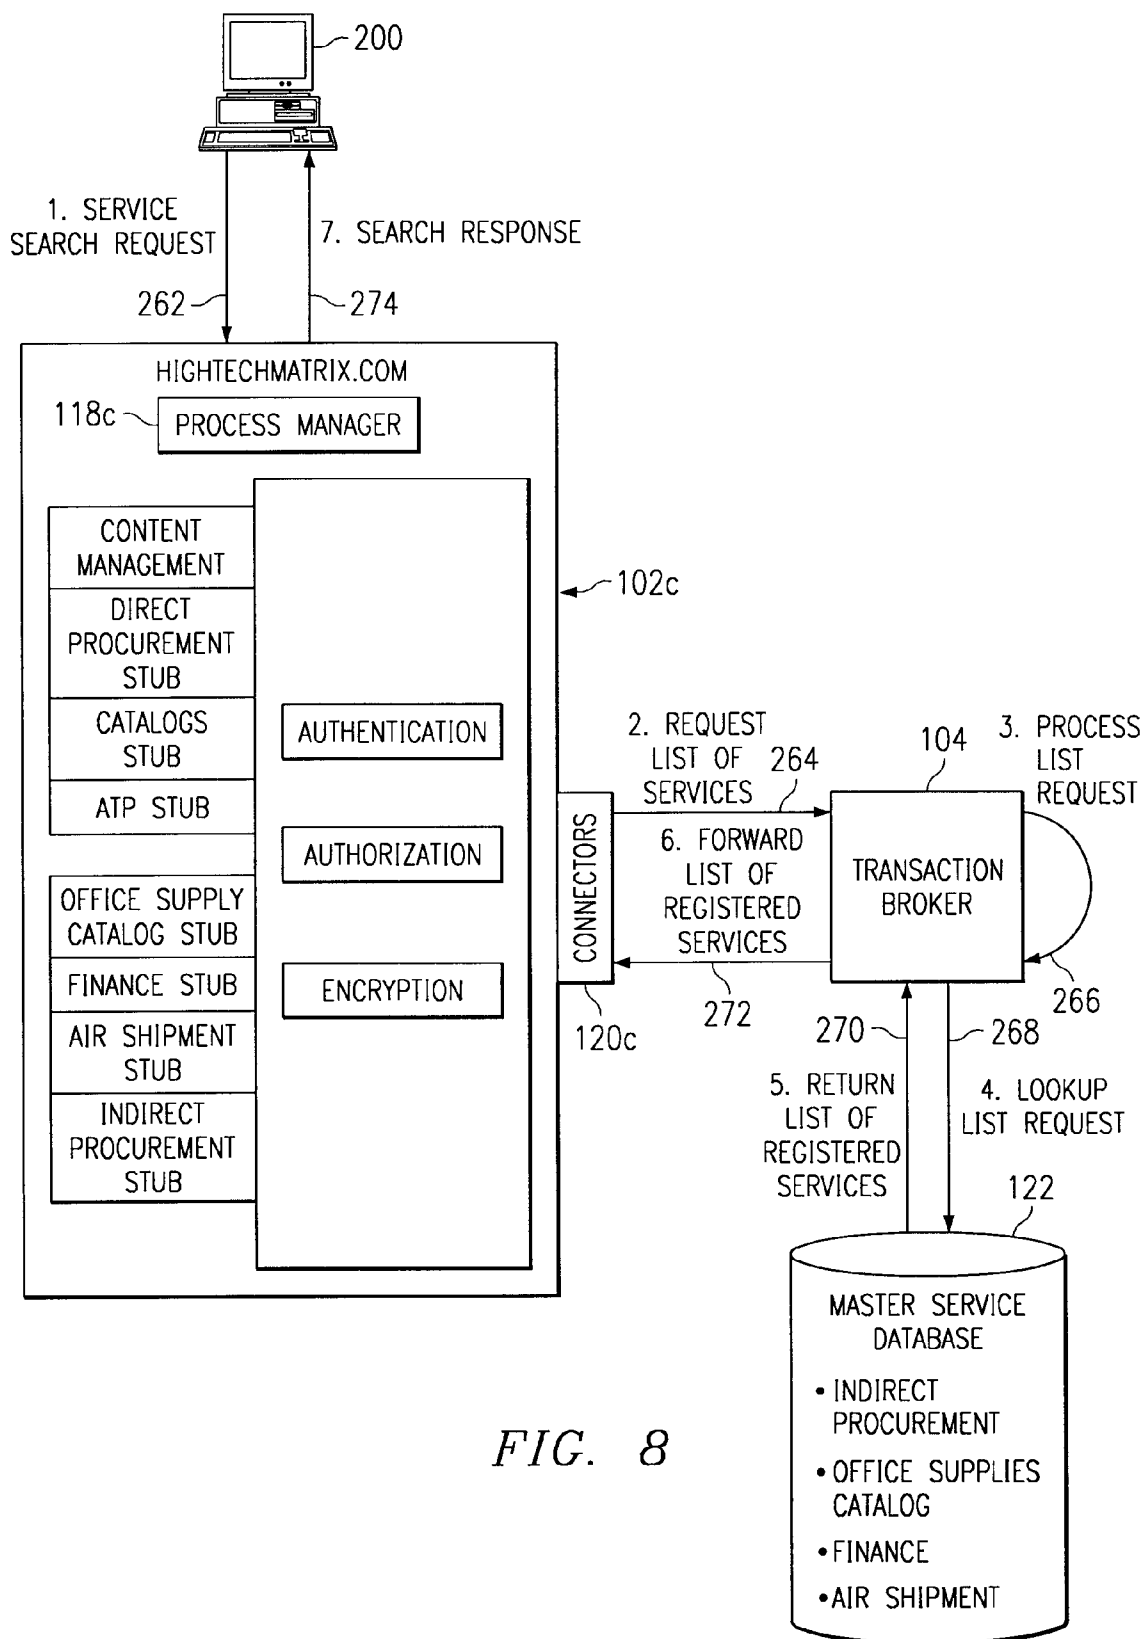 200
1. SERVICE
SEARCH REQUEST
7. SEARCH RESPONSE
262
274
HIGHTECHMATRIX.COM
118c
PROCESS MANAGER
CONTENT
MANAGEMENT
DIRECT
PROCUREMENT
STUB
CATALOGS
STUB
ATP STUB
OFFICE SUPPLY
CATALOG STUB
FINANCE STUB
AIR SHIPMENT
STUB
INDIRECT
PROCUREMENT
STUB
AUTHENTICATION
AUTHORIZATION
ENCRYPTION
102c
CONNECTORS
120c
2. REQUEST
LIST OF
SERVICES
264
6. FORWARD
LIST OF
REGISTERED
SERVICES
272
104
TRANSACTION
BROKER
3. PROCESS
LIST
REQUEST
266
270
268
5. RETURN
LIST OF
REGISTERED
SERVICES
4. LOOKUP
LIST REQUEST
122
MASTER SERVICE
DATABASE
• INDIRECT
PROCUREMENT
• OFFICE SUPPLIES
CATALOG
• FINANCE
• AIR SHIPMENT
FIG. 8